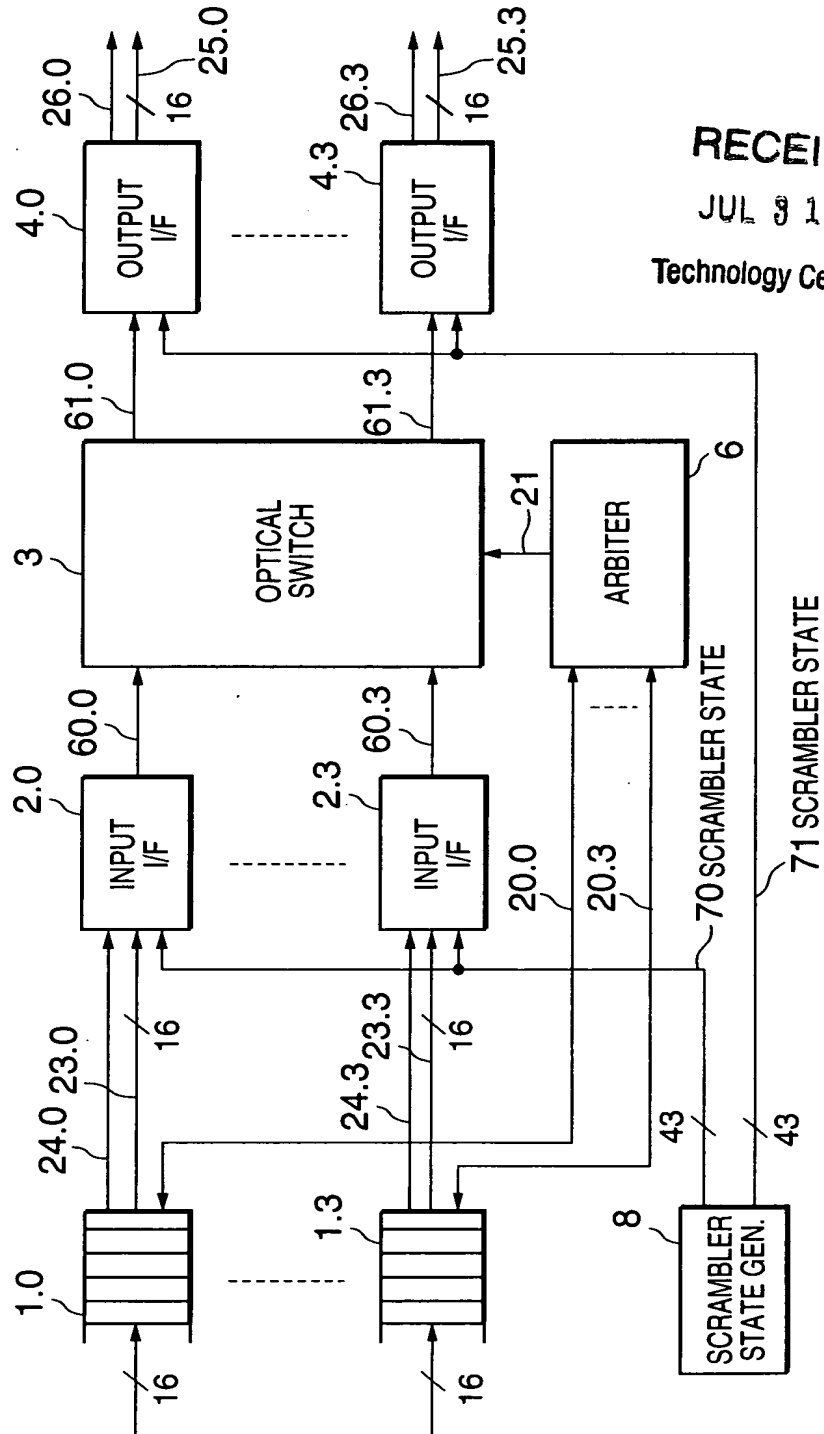 1.0
16
24.0
23.0
16
2.0
INPUT
I/F
60.0
3
OPTICAL
SWITCH
61.0
4.0
OUTPUT
I/F
26.0
16
25.0
1.3
16
24.3
23.3
16
2.3
INPUT
I/F
60.3
61.3
4.3
OUTPUT
I/F
26.3
16
25.3
20.0
20.3
21
ARBITER
6
8
SCRAMBLER
STATE GEN.
43
43
70 SCRAMBLER STATE
71 SCRAMBLER STATE
RECEI
JUL 31
Technology Ce